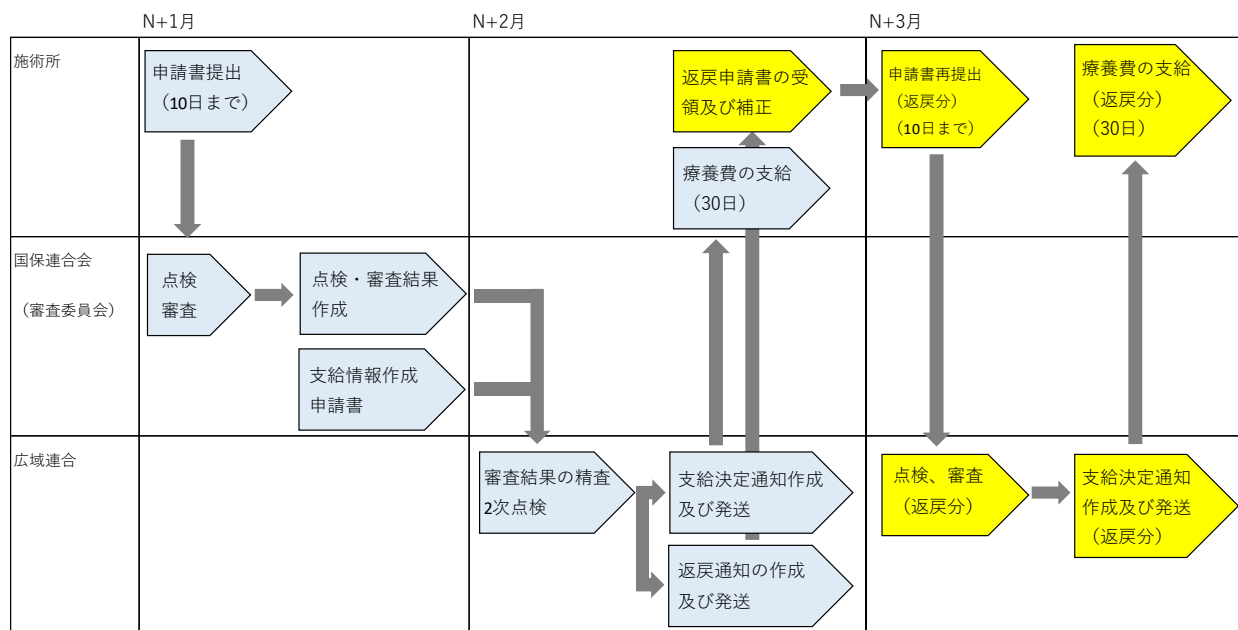 N+1月
N+2月
N+3月
施術所
申請書提出
（10日まで）
返戻申請書の受
領及び補正
療養費の支給
（30日）
申請書再提出
（返戻分）
（10日まで）
療養費の支給
（返戻分）
（30日）
国保連合会
（審査委員会）
点検
審査
点検・審査結果
作成
支給情報作成
申請書
広域連合
審査結果の精査
2次点検
支給決定通知作成
及び発送
返戻通知の作成
及び発送
点検、審査
（返戻分）
支給決定通知
作成及び発送
（返戻分）